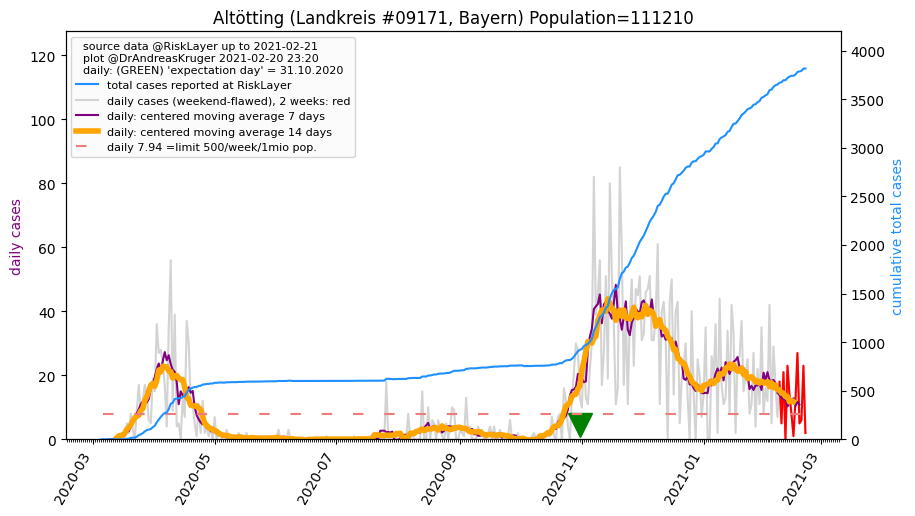 Altötting (Landkreis #09171, Bayern) Population=111210
source data @RiskLayer up to 2021-02-21
plot @DrAndreasKruger 2021-02-20 23:20
daily: (GREEN) 'expectation day' = 31.10.2020
total cases reported at RiskLayer
daily cases (weekend-flawed), 2 weeks: red
daily: centered moving average 7 days
daily: centered moving average 14 days
daily 7.94 =limit 500/week/1mio pop.
daily cases
120
100
80
60
40
20
0
cumulative total cases
4000
3500
3000
2500
2000
1500
1000
500
0
2020-03
2020-05
2020-07
2020-09
2020-11
2021-01
2021-03